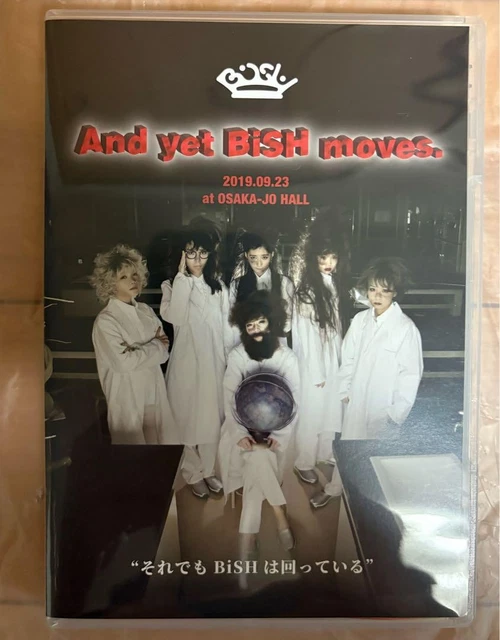 BiSH
And yet BiSH moves.
2019.09.23
at OSAKA-JO HALL
“それでも BiSH は回っている”